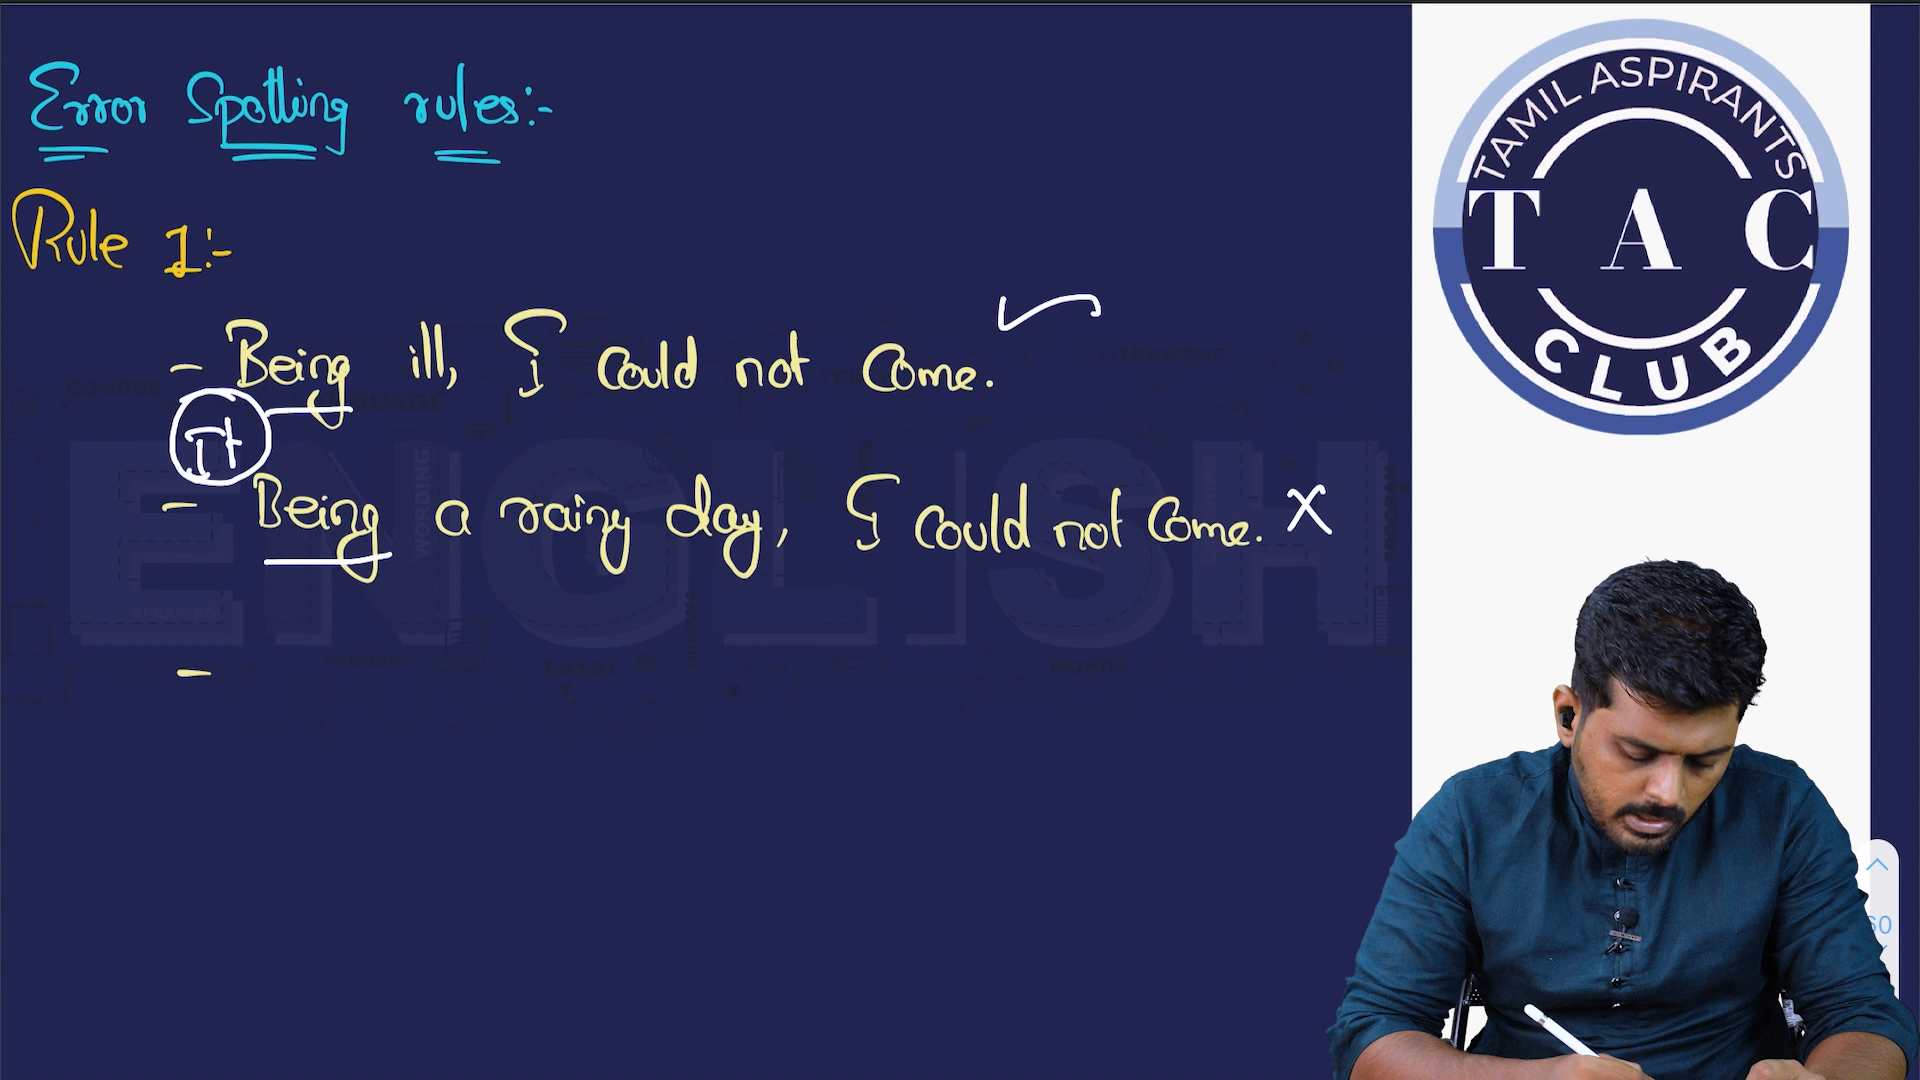 Error Spotting rules:-
Rule 1:-
- Being ill, I could not come. ✓
It
- Being a rainy day, I could not come. X
-
TAMIL ASPIRANTS
T A C
CLUB
ENGLISH